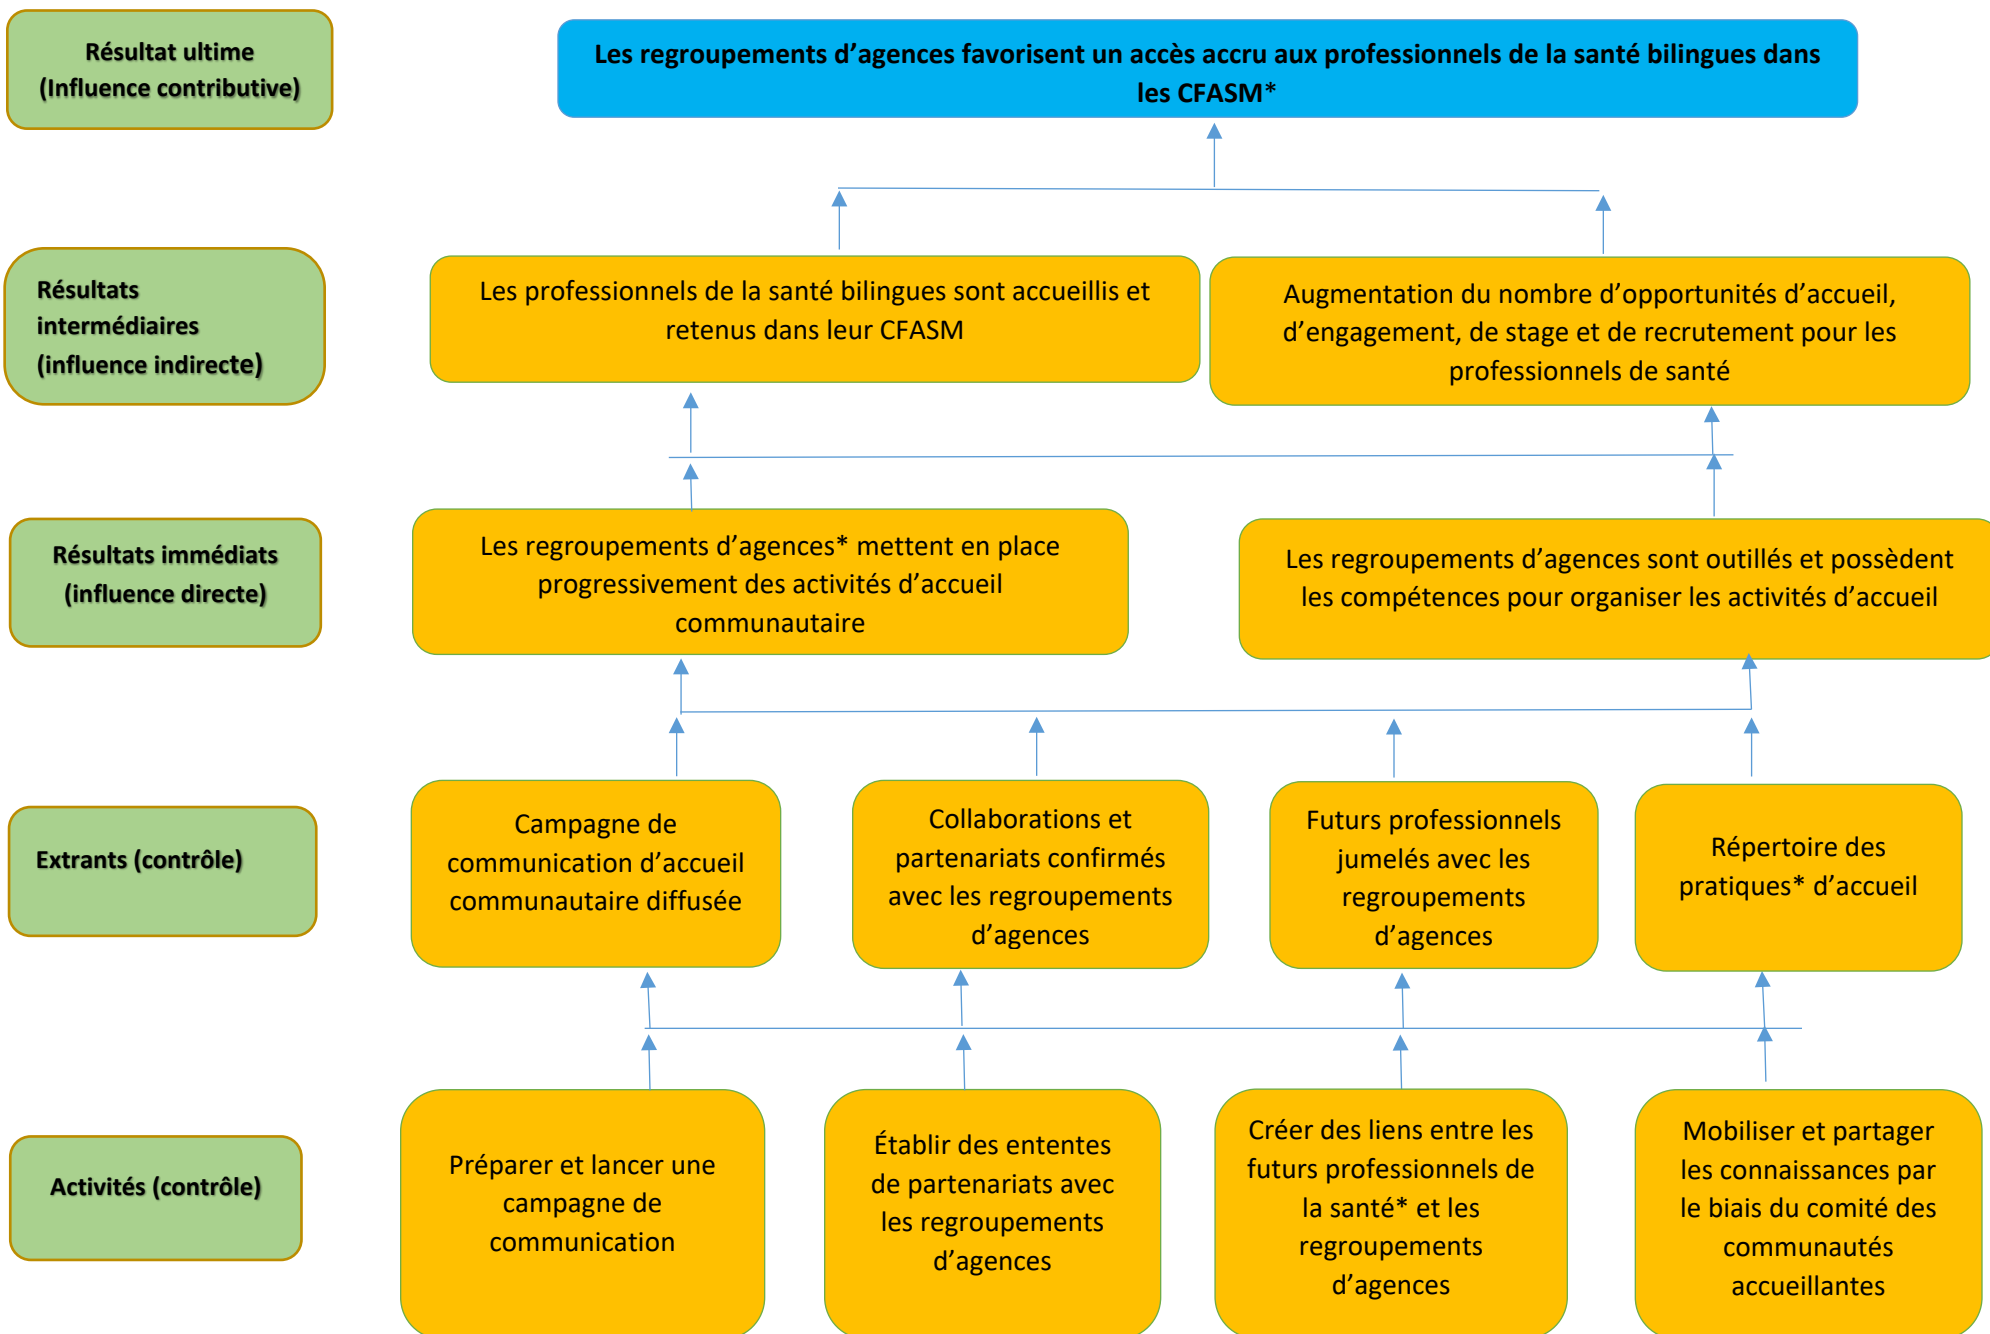 Résultat ultime
(Influence contributive)
Les regroupements d’agences favorisent un accès accru aux professionnels de la santé bilingues dans
les CFASM*
Résultats
intermédiaires
(influence indirecte)
Les professionnels de la santé bilingues sont accueillis et
retenus dans leur CFASM
Augmentation du nombre d’opportunités d’accueil,
d’engagement, de stage et de recrutement pour les
professionnels de santé
Résultats immédiats
(influence directe)
Les regroupements d’agences* mettent en place
progressivement des activités d’accueil
communautaire
Les regroupements d’agences sont outillés et possèdent
les compétences pour organiser les activités d’accueil
Extrants (contrôle)
Campagne de
communication d’accueil
communautaire diffusée
Collaborations et
partenariats confirmés
avec les regroupements
d’agences
Futurs professionnels
jumelés avec les
regroupements
d’agences
Répertoire des
pratiques* d’accueil
Activités (contrôle)
Préparer et lancer une
campagne de
communication
Établir des ententes
de partenariats avec
les regroupements
d’agences
Créer des liens entre les
futurs professionnels de
la santé* et les
regroupements
d’agences
Mobiliser et partager
les connaissances par
le biais du comité des
communautés
accueillantes